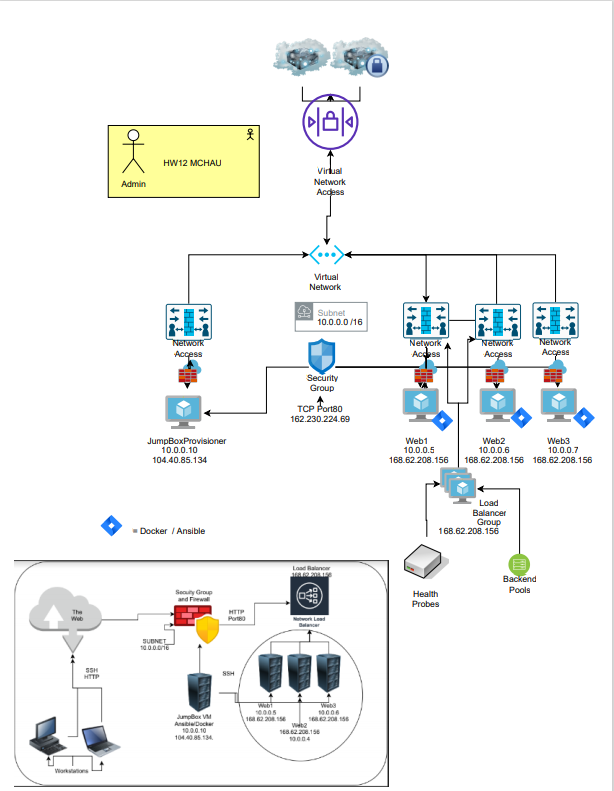 HW12 MCHAU
Admin
Virtual
Network
Access
Virtual
Network
Subnet
10.0.0.0 /16
Network
Access
Network
Access
Network
Access
Network
Access
Security
Group
TCP Port80
162.230.224.69
JumpBoxProvisioner
10.0.0.10
104.40.85.134
Web1
10.0.0.5
168.62.208.156
Web2
10.0.0.6
168.62.208.156
Web3
10.0.0.7
168.62.208.156
Load
Balancer
Group
168.62.208.156
= Docker / Ansible
Health
Probes
Backend
Pools
Load Balancer
168.62.208.156
Security Group
and Firewall
The
Web
HTTP
Port80
Network Load
Balancer
SUBNET
10.0.0.0/16
SSH
HTTP
SSH
JumpBox VM
Ansible/Docker
10.0.0.10
104.40.85.134.
Web1
10.0.0.5
168.62.208.156
Web3
10.0.0.6
168.62.208.156
Web2
168.62.208.156
10.0.0.4
Workstations